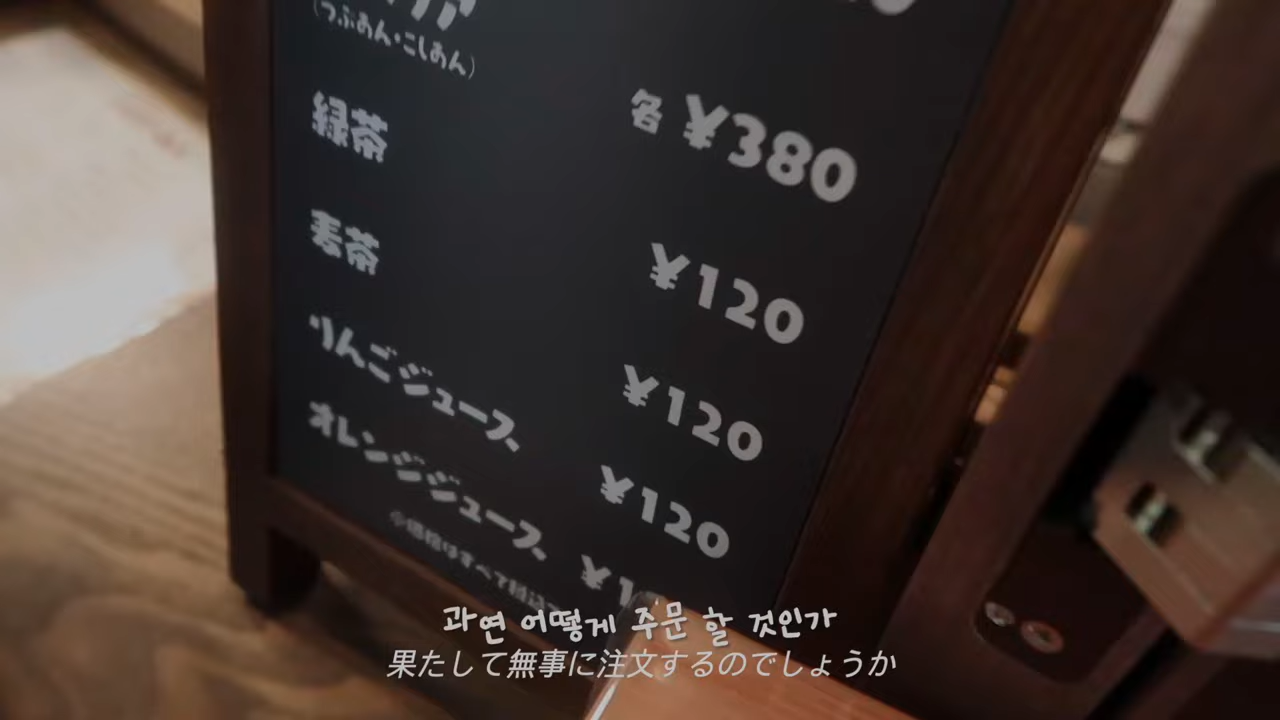 (つぶあん・こしあん)
各 ¥380
緑茶
¥120
麦茶
¥120
りんごジュース
¥120
オレンジジュース
¥1
과연 어떻게 주문 할 것인가
果たして無事に注文するのでしょうか